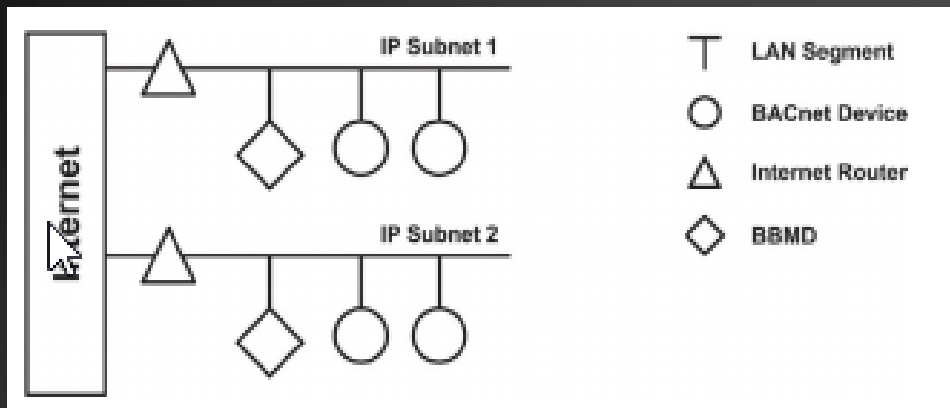 IP Subnet 1
IP Subnet 2
LAN Segment
BACnet Device
Internet Router
BBMD